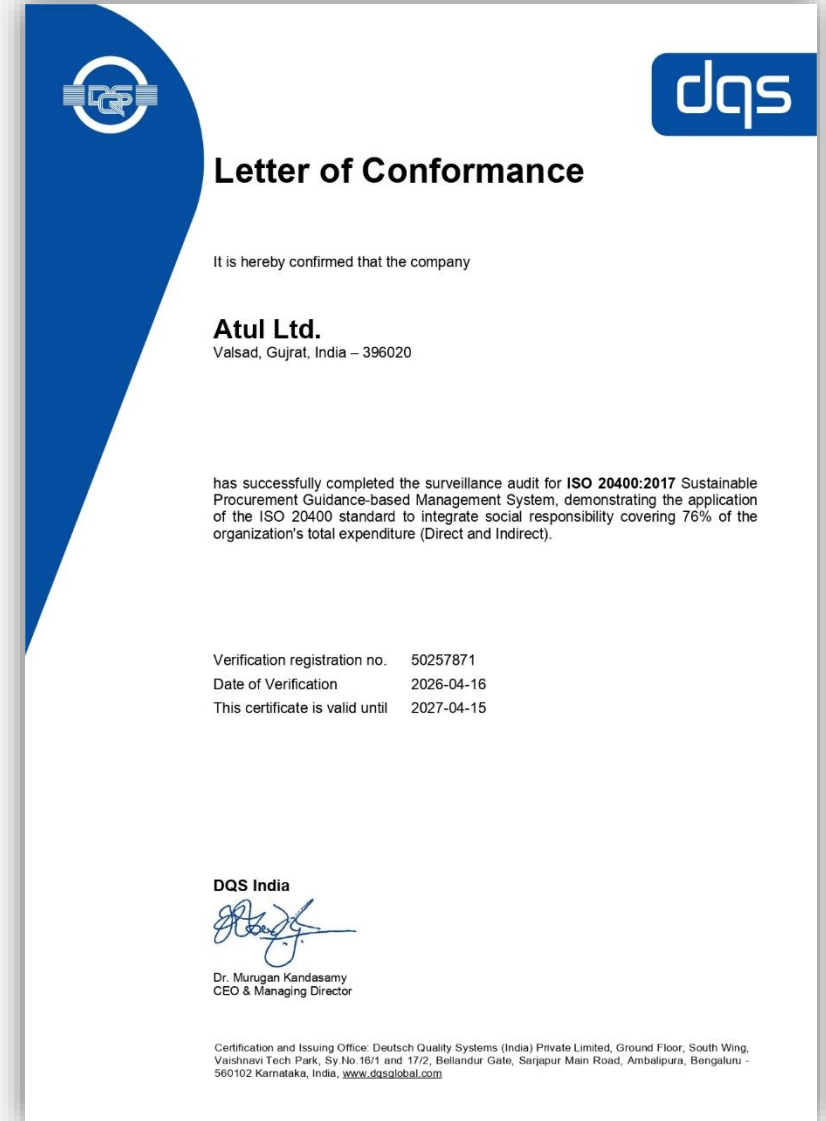 DQS
dqs
Letter of Conformance
It is hereby confirmed that the company
Atul Ltd.
Valsad, Gujrat, India – 396020
has successfully completed the surveillance audit for ISO 20400:2017 Sustainable
Procurement Guidance-based Management System, demonstrating the application
of the ISO 20400 standard to integrate social responsibility covering 76% of the
organization's total expenditure (Direct and Indirect).
Verification registration no. 50257871
Date of Verification 2026-04-16
This certificate is valid until 2027-04-15
DQS India
Dr. Murugan Kandasamy
CEO & Managing Director
Certification and Issuing Office: Deutsch Quality Systems (India) Private Limited, Ground Floor, South Wing,
Vaishnavi Tech Park, Sy.No.16/1 and 17/2, Bellandur Gate, Sarjapur Main Road, Ambalipura, Bengaluru -
560102 Karnataka, India, www.dqsglobal.com